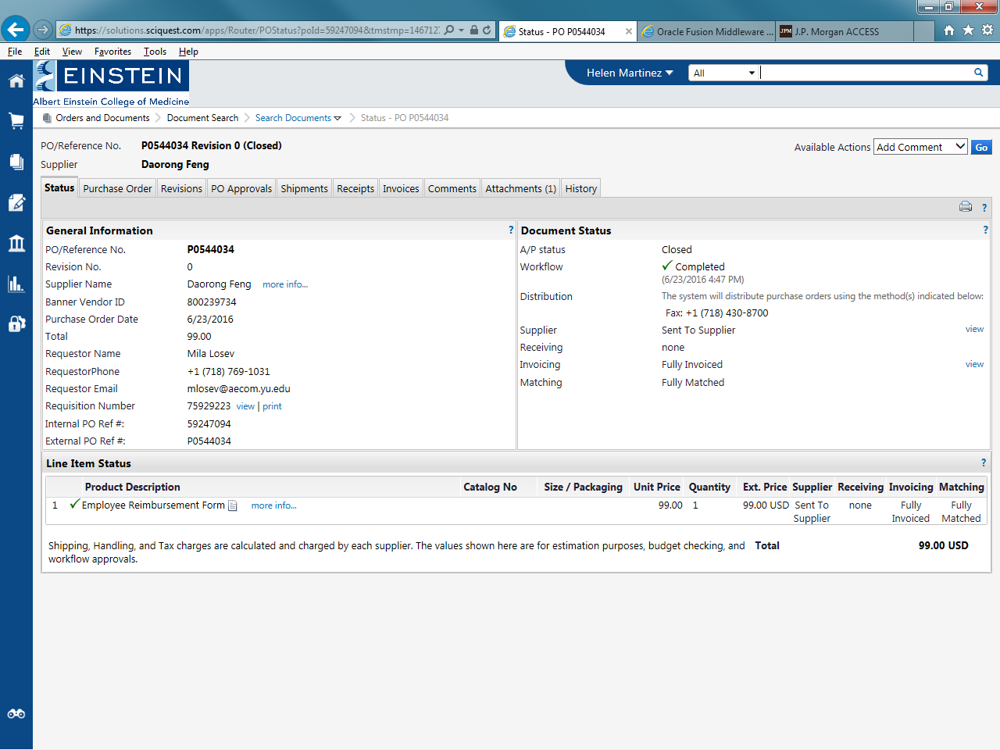 https://solutions.sciquest.com/apps/Router/POStatus?poId=59247094&tmstmp=146712
Status - PO P0544034
Oracle Fusion Middleware ...
JPM J.P. Morgan ACCESS
File Edit View Favorites Tools Help
EINSTEIN
Albert Einstein College of Medicine
Helen Martinez
All
Orders and Documents Document Search Search Documents Status - PO P0544034
PO/Reference No. P0544034 Revision 0 (Closed)
Available Actions Add Comment Go
Supplier Daorong Feng
Status Purchase Order Revisions PO Approvals Shipments Receipts Invoices Comments Attachments (1) History
?
General Information ?
PO/Reference No. P0544034
Revision No. 0
Supplier Name Daorong Feng more info...
Banner Vendor ID 800239734
Purchase Order Date 6/23/2016
Total 99.00
Requestor Name Mila Losev
RequestorPhone +1 (718) 769-1031
Requestor Email mlosev@aecom.yu.edu
Requisition Number 75929223 view | print
Internal PO Ref #: 59247094
External PO Ref #: P0544034
Document Status ?
A/P status Closed
Workflow Completed
(6/23/2016 4:47 PM)
Distribution The system will distribute purchase orders using the method(s) indicated below:
Fax: +1 (718) 430-8700
Supplier Sent To Supplier view
Receiving none
Invoicing Fully Invoiced view
Matching Fully Matched
Line Item Status ?
Product Description Catalog No Size / Packaging Unit Price Quantity Ext. Price Supplier Receiving Invoicing Matching
1 Employee Reimbursement Form more info... 99.00 1 99.00 USD Sent To none Fully Fully
Supplier Invoiced Matched
Shipping, Handling, and Tax charges are calculated and charged by each supplier. The values shown here are for estimation purposes, budget checking, and Total 99.00 USD
workflow approvals.